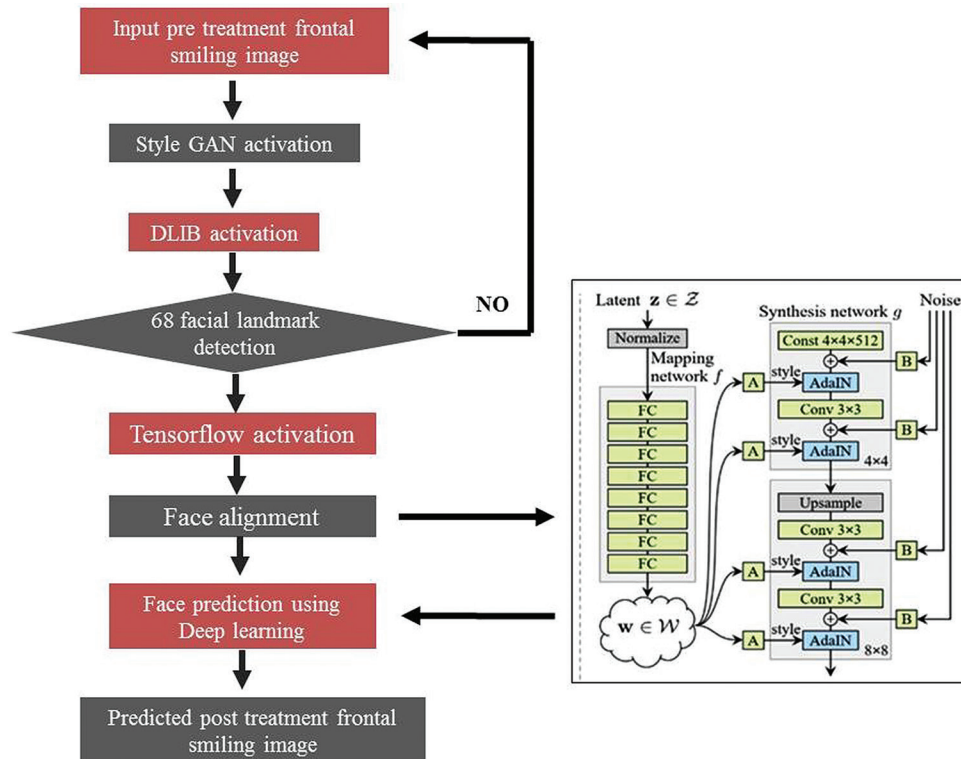 Input pre treatment frontal
smiling image
Style GAN activation
DLIB activation
68 facial landmark
detection
NO
Tensorflow activation
Face alignment
Face prediction using
Deep learning
Predicted post treatment frontal
smiling image
Latent z ∈ Z
Normalize
Mapping
network f
FC
FC
FC
FC
FC
FC
FC
FC
w ∈ W
Noise
Synthesis network g
Const 4×4×512
B
A
style
AdaIN
Conv 3×3
B
A
style
AdaIN
4×4
Upsample
Conv 3×3
B
A
style
AdaIN
Conv 3×3
B
A
style
AdaIN
8×8